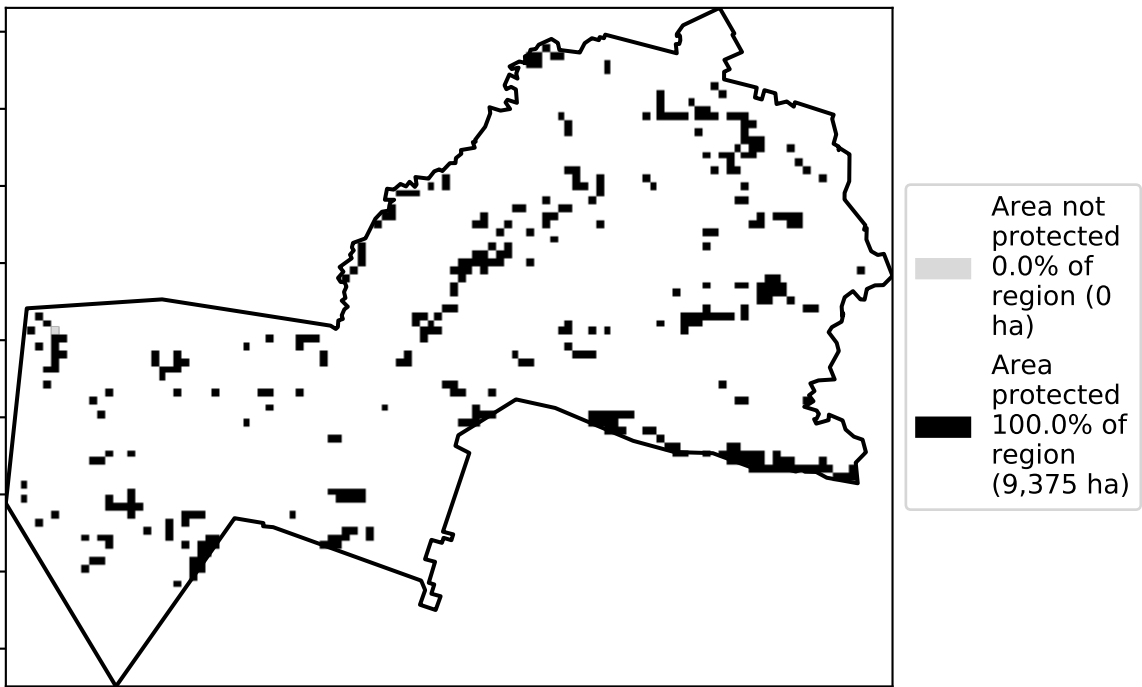 Area not
protected
0.0% of
region (0
ha)
Area
protected
100.0% of
region
(9,375 ha)